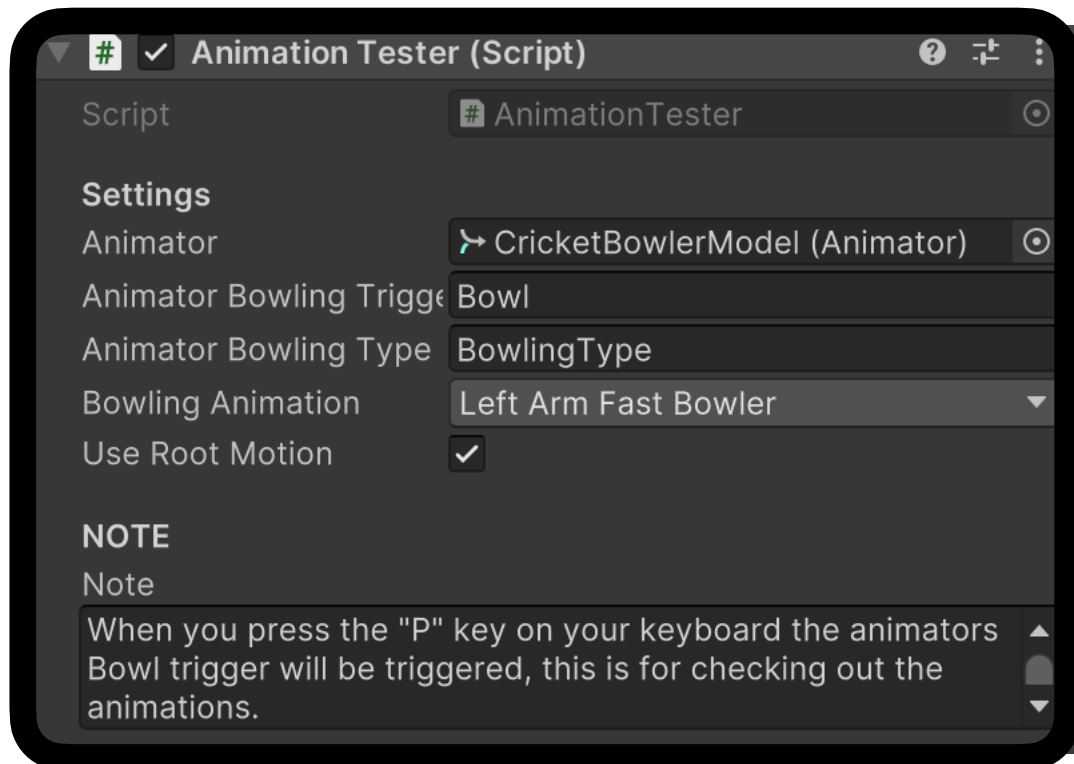 # Animation Tester (Script)
Script # AnimationTester
Settings
Animator CricketBowlerModel (Animator)
Animator Bowling Trigge Bowl
Animator Bowling Type BowlingType
Bowling Animation Left Arm Fast Bowler
Use Root Motion
NOTE
Note
When you press the "P" key on your keyboard the animators
Bowl trigger will be triggered, this is for checking out the
animations.